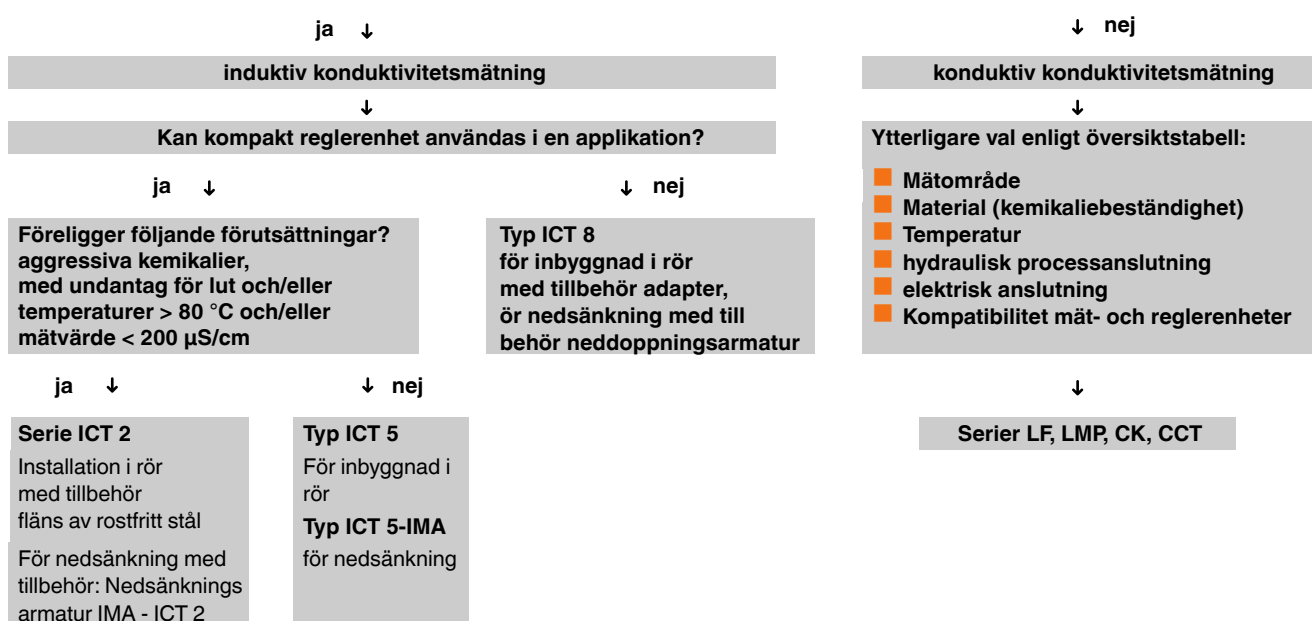 ja ↓
induktiv konduktivitetsmätning
↓
Kan kompakt reglerenhet användas i en applikation?
ja ↓
Föreligger följande förutsättningar?
aggressiva kemikalier,
med undantag för lut och/eller
temperaturer > 80 °C och/eller
mätvärde < 200 µS/cm
ja ↓
Serie ICT 2
Installation i rör
med tillbehör
fläns av rostfritt stål
För nedsänkning med
tillbehör: Nedsänknings
armatur IMA - ICT 2
↓ nej
Typ ICT 5
För inbyggnad i
rör
Typ ICT 5-IMA
för nedsänkning
↓ nej
Typ ICT 8
för inbyggnad i rör
med tillbehör adapter,
ör nedsänkning med till
behör neddoppningsarmatur
↓ nej
konduktiv konduktivitetsmätning
↓
Ytterligare val enligt översiktstabell:
■ Mätområde
■ Material (kemikaliebeständighet)
■ Temperatur
■ hydraulisk processanslutning
■ elektrisk anslutning
■ Kompatibilitet mät- och reglerenheter
↓
Serier LF, LMP, CK, CCT